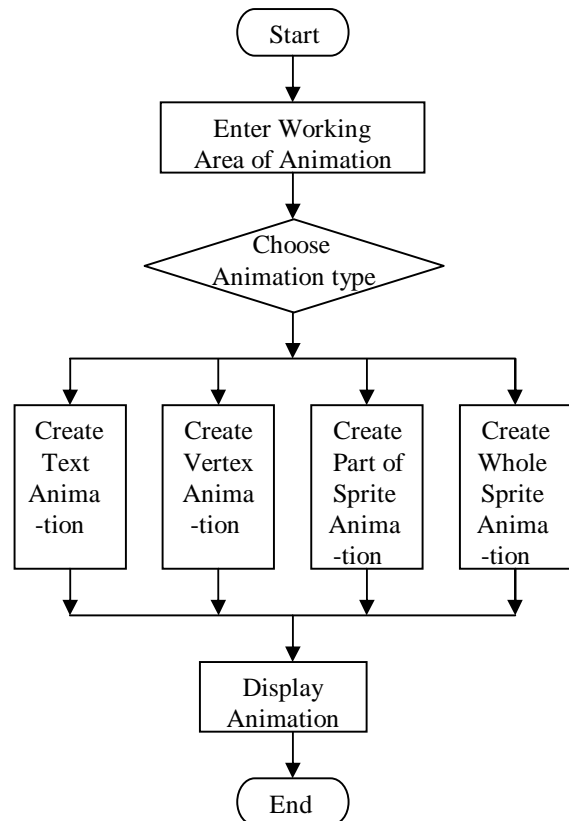 Start
Enter Working
Area of Animation
Choose
Animation type
Create
Text
Anima
-tion
Create
Vertex
Anima
-tion
Create
Part of
Sprite
Anima
-tion
Create
Whole
Sprite
Anima
-tion
Display
Animation
End